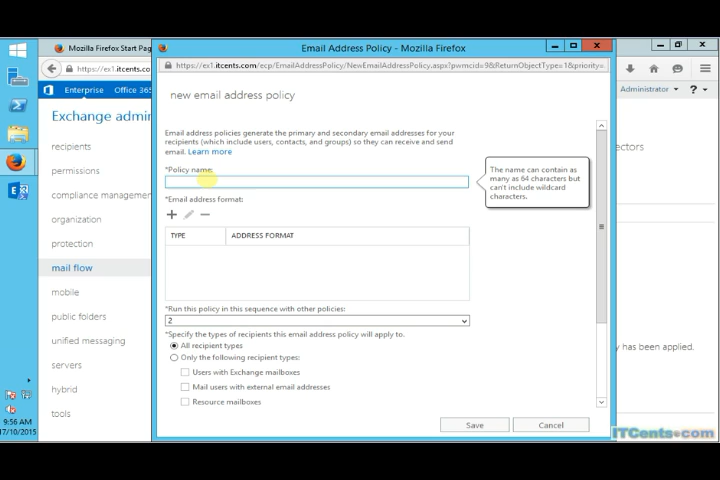 Mozilla Firefox Start Pag
Email Address Policy - Mozilla Firefox
https://ex1.itcents.com/ecp/EmailAddressPolicy/NewEmailAddressPolicy.aspx?pwmcid=9&ReturnObjectType=1&priority=
https://ex1.itcents
Enterprise Office 365
Administrator ?
Exchange admin
new email address policy
recipients
permissions
compliance management
organization
protection
mail flow
mobile
public folders
unified messaging
servers
hybrid
tools
Email address policies generate the primary and secondary email addresses for your
recipients (which include users, contacts, and groups) so they can receive and send
email. Learn more
*Policy name:
The name can contain as
many as 64 characters but
can't include wildcard
characters.
*Email address format:
TYPE ADDRESS FORMAT
*Run this policy in this sequence with other policies:
2
*Specify the types of recipients this email address policy will apply to.
All recipient types
Only the following recipient types:
Users with Exchange mailboxes
Mail users with external email addresses
Resource mailboxes
Save Cancel
ectors
y has been applied.
9:56 AM
17/10/2015
ITCents.com